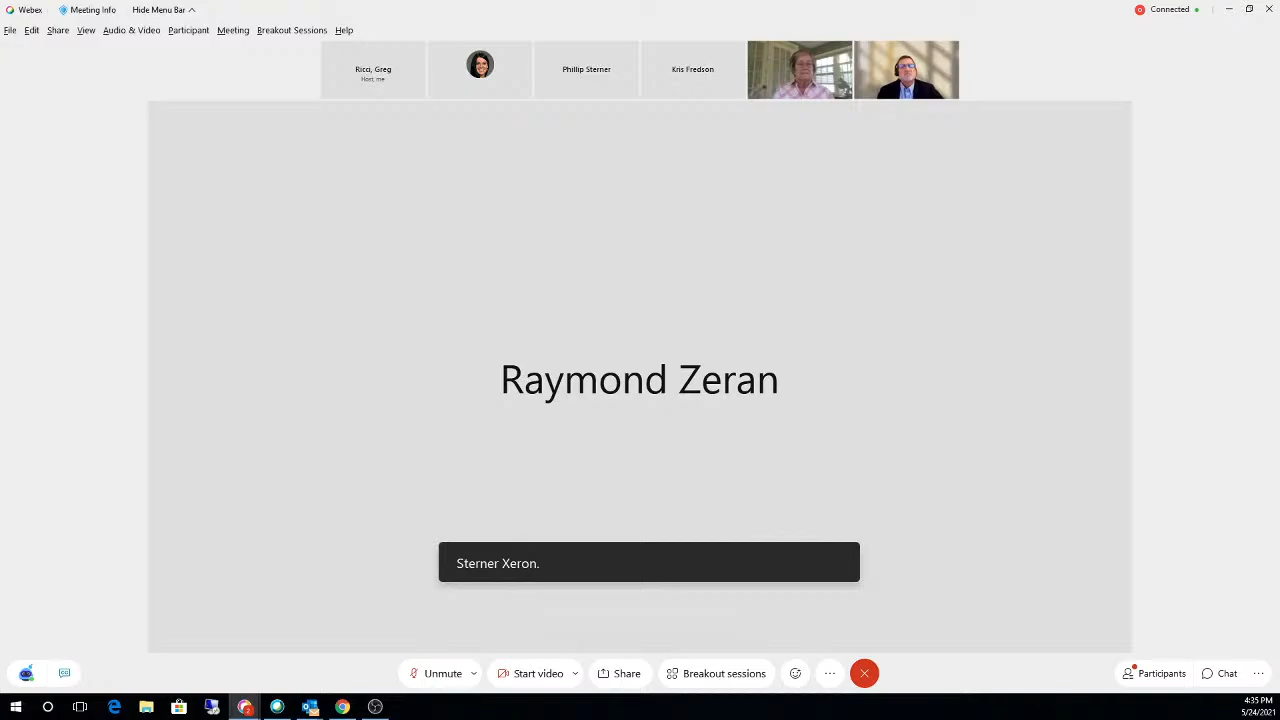 Webex Meeting Info Hide Menu Bar Connected
File Edit Share View Audio & Video Participant Meeting Breakout Sessions Help
Ricci, Greg
Host, me
Phillip Sterner
Kris Fredson
Raymond Zeran
Sterner Xeron.
Unmute Start video Share Breakout sessions Participants Chat
4:35 PM
5/24/2021